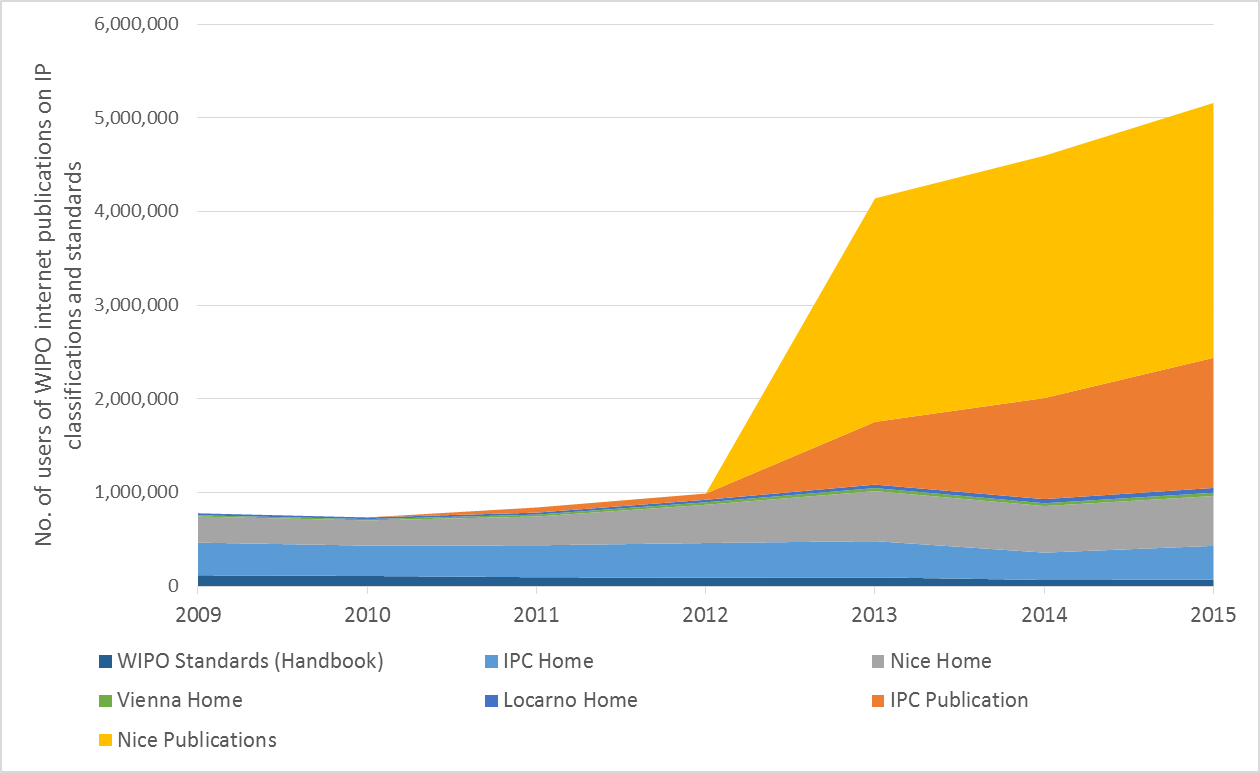 6,000,000
5,000,000
4,000,000
3,000,000
2,000,000
1,000,000
0
No. of users of WIPO internet publications on IP
classifications and standards
2009 2010 2011 2012 2013 2014 2015
WIPO Standards (Handbook) IPC Home Nice Home
Vienna Home Locarno Home IPC Publication
Nice Publications